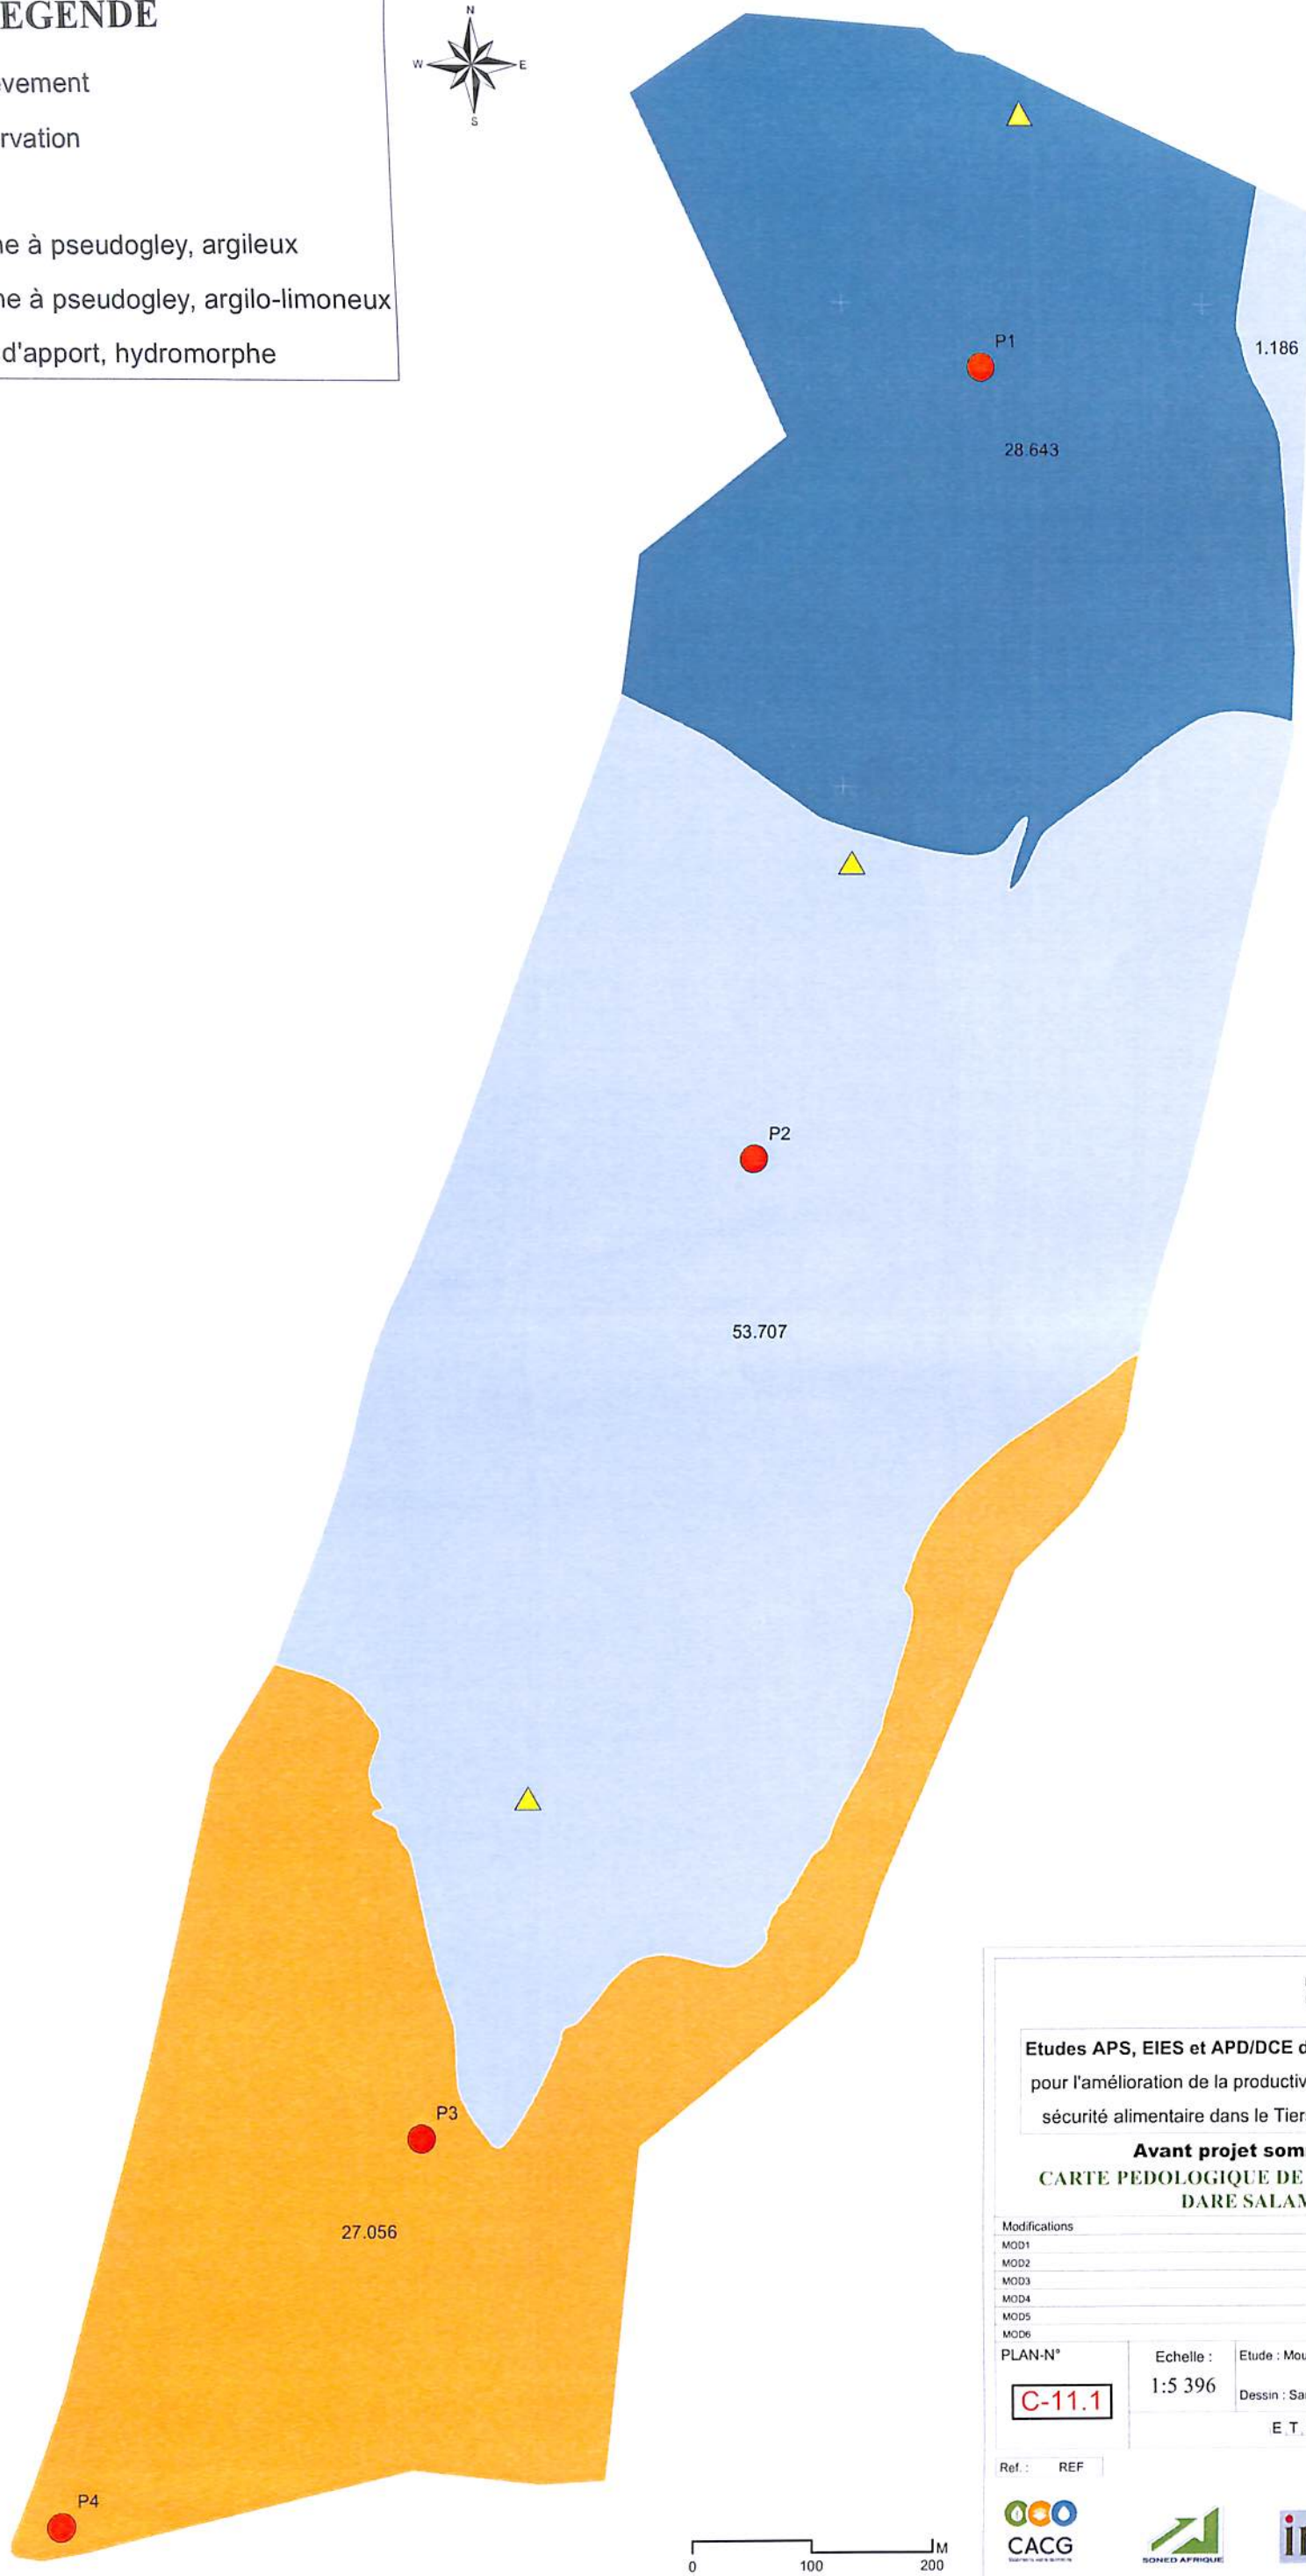 EGENDE
vement
rvation
ne à pseudogley, argileux
ne à pseudogley, argilo-limoneux
d'apport, hydromorphe
N
W E
S
P1
1.186
28.643
P2
53.707
P3
27.056
P4
Etudes APS, EIES et APD/DCE d
pour l'amélioration de la productiv
sécurité alimentaire dans le Tier
Avant projet som
CARTE PEDOLOGIQUE DE
DARE SALAM
Modifications
MOD1
MOD2
MOD3
MOD4
MOD5
MOD6
PLAN-N°
Echelle :
Etude : Mou
C-11.1
1:5 396
Dessin : Sa
E.T.
Ref. : REF
CACG
SONED AFRIQUE
M
0 100 200